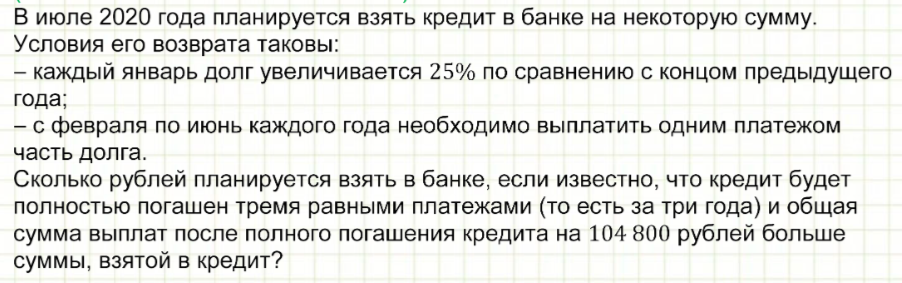 В июле 2020 года планируется взять кредит в банке на некоторую сумму.
Условия его возврата таковы:
– каждый январь долг увеличивается 25% по сравнению с концом предыдущего
года;
– с февраля по июнь каждого года необходимо выплатить одним платежом
часть долга.
Сколько рублей планируется взять в банке, если известно, что кредит будет
полностью погашен тремя равными платежами (то есть за три года) и общая
сумма выплат после полного погашения кредита на 104 800 рублей больше
суммы, взятой в кредит?